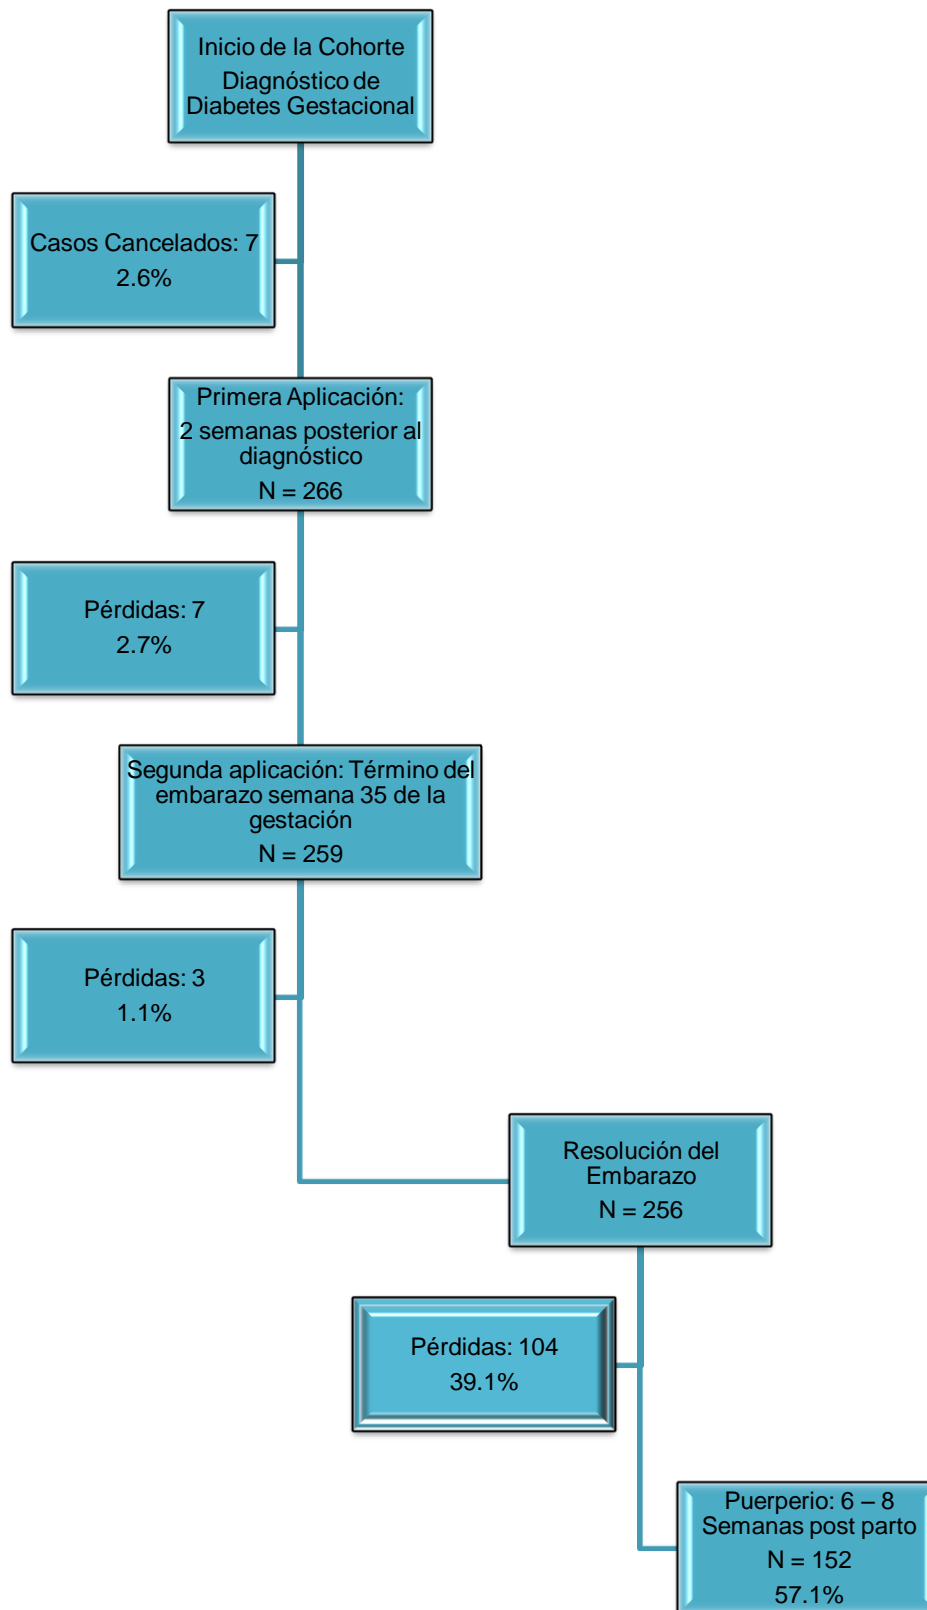 Inicio de la Cohorte
Diagnóstico de
Diabetes Gestacional
Casos Cancelados: 7
2.6%
Primera Aplicación:
2 semanas posterior al
diagnóstico
N = 266
Pérdidas: 7
2.7%
Segunda aplicación: Término del
embarazo semana 35 de la
gestación
N = 259
Pérdidas: 3
1.1%
Resolución del
Embarazo
N = 256
Pérdidas: 104
39.1%
Puerperio: 6 – 8
Semanas post parto
N = 152
57.1%